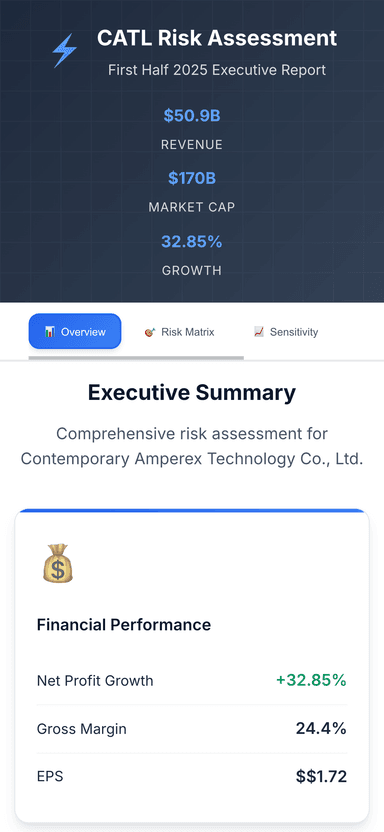 CATL Risk Assessment
First Half 2025 Executive Report
$50.9B
REVENUE
$170B
MARKET CAP
32.85%
GROWTH
Overview
Risk Matrix
Sensitivity
Executive Summary
Comprehensive risk assessment for
Contemporary Amperex Technology Co., Ltd.
$
Financial Performance
Net Profit Growth +32.85%
Gross Margin 24.4%
EPS $$1.72